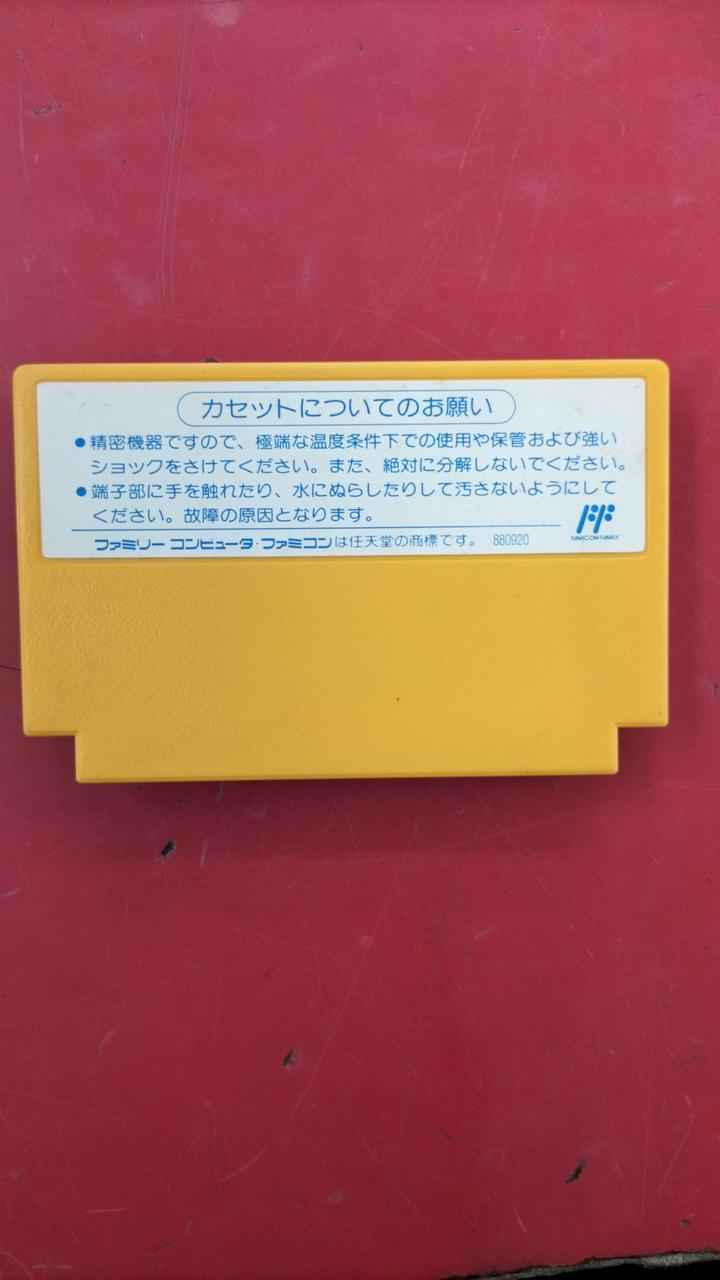 カセットについてのお願い
●精密機器ですので、極端な温度条件下での使用や保管および強い
ショックをさけてください。また、絶対に分解しないでください。
●端子部に手を触れたり、水にぬらしたりして汚さないようにして
ください。故障の原因となります。
FAMICOM FAMILY
ファミリー コンピュータ・ファミコンは任天堂の商標です。 880920